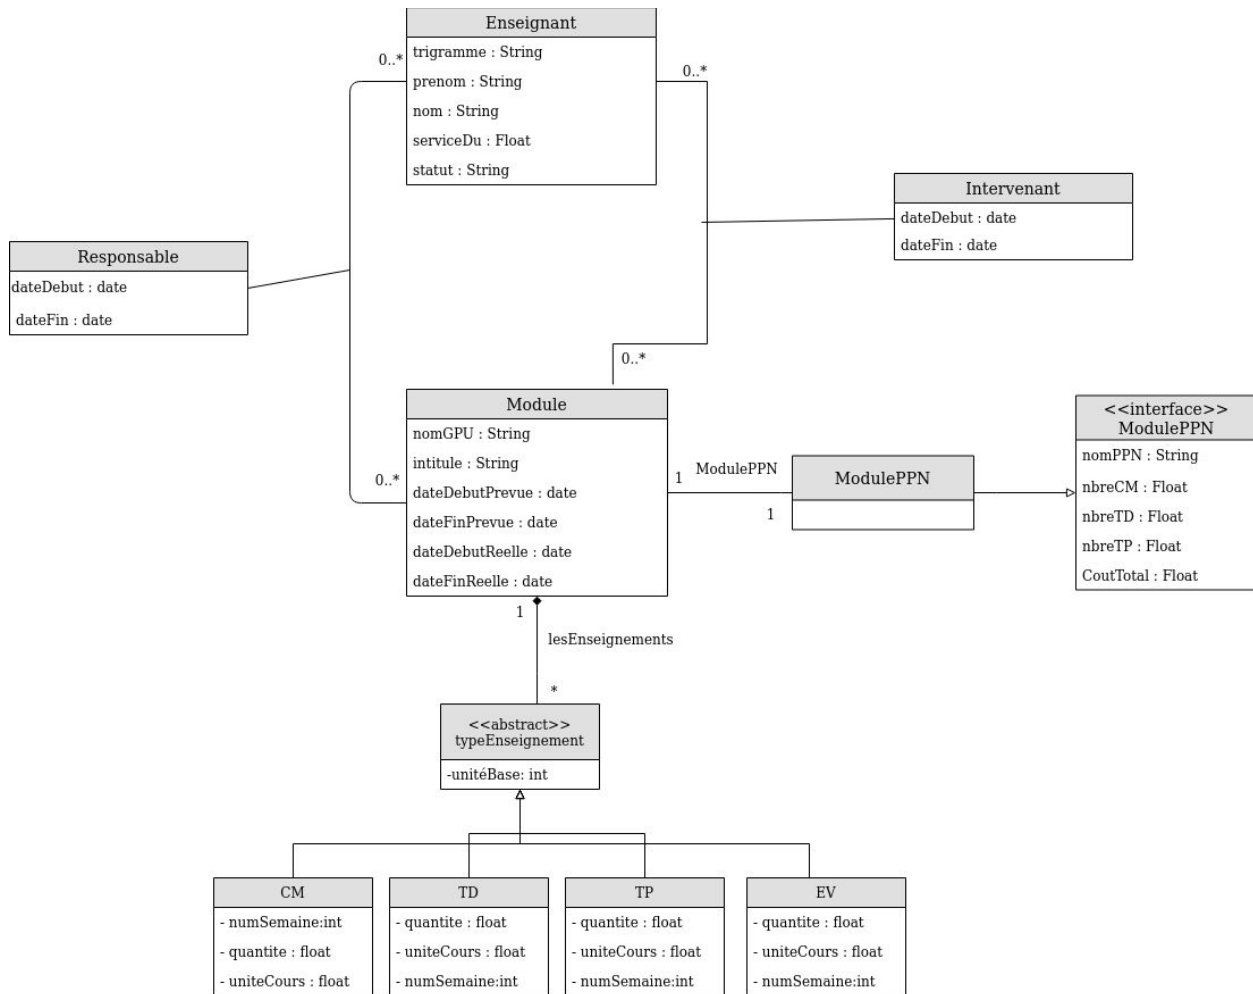 Enseignant
trigramme : String
prenom : String
nom : String
serviceDu : Float
statut : String
0..*
0..*
Intervenant
dateDebut : date
dateFin : date
Responsable
dateDebut : date
dateFin : date
0..*
0..*
Module
nomGPU : String
intitule : String
dateDebutPrevue : date
dateFinPrevue : date
dateDebutReelle : date
dateFinReelle : date
1
ModulePPN
1
ModulePPN
<<interface>>
ModulePPN
nomPPN : String
nbreCM : Float
nbreTD : Float
nbreTP : Float
CoutTotal : Float
1
lesEnseignements
*
<<abstract>>
typeEnseignement
-unitéBase: int
CM
- numSemaine:int
- quantite : float
- uniteCours : float
TD
- quantite : float
- uniteCours : float
- numSemaine:int
TP
- quantite : float
- uniteCours : float
- numSemaine:int
EV
- quantite : float
- uniteCours : float
- numSemaine:int